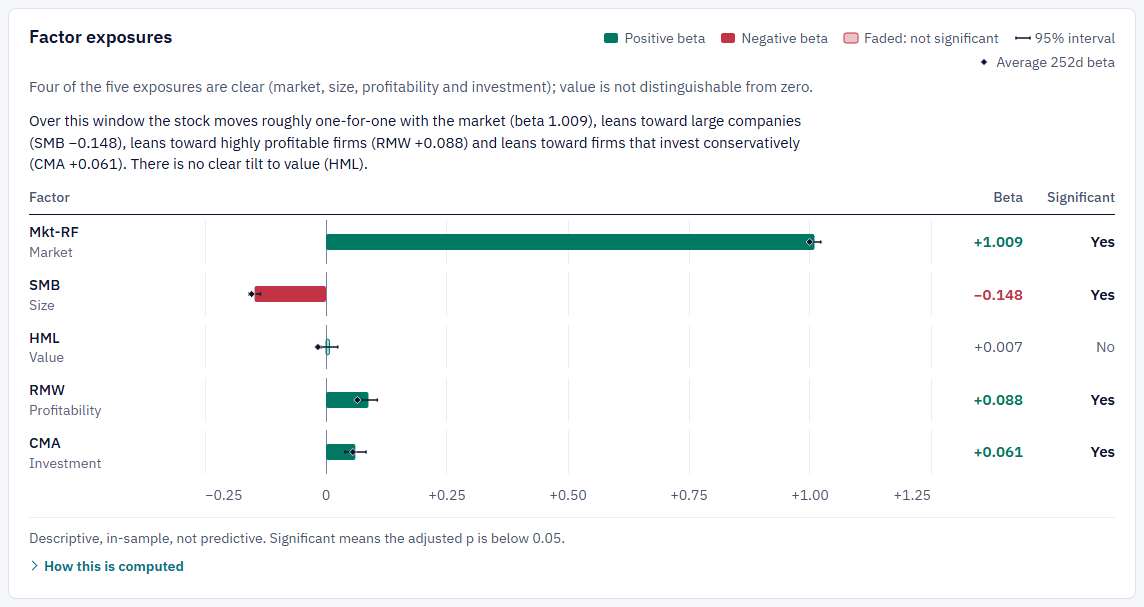 Factor exposures
Positive beta
Negative beta
Faded: not significant
95% interval
Average 252d beta
Four of the five exposures are clear (market, size, profitability and investment); value is not distinguishable from zero.
Over this window the stock moves roughly one-for-one with the market (beta 1.009), leans toward large companies
(SMB −0.148), leans toward highly profitable firms (RMW +0.088) and leans toward firms that invest conservatively
(CMA +0.061). There is no clear tilt to value (HML).
Factor Beta Significant
Mkt-RF
Market
+1.009 Yes
SMB
Size
−0.148 Yes
HML
Value
+0.007 No
RMW
Profitability
+0.088 Yes
CMA
Investment
+0.061 Yes
−0.25 0 +0.25 +0.50 +0.75 +1.00 +1.25
Descriptive, in-sample, not predictive. Significant means the adjusted p is below 0.05.
How this is computed